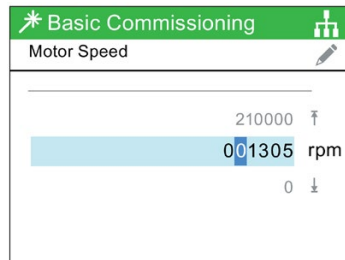 Basic Commissioning
Motor Speed
210000
001305 rpm
0